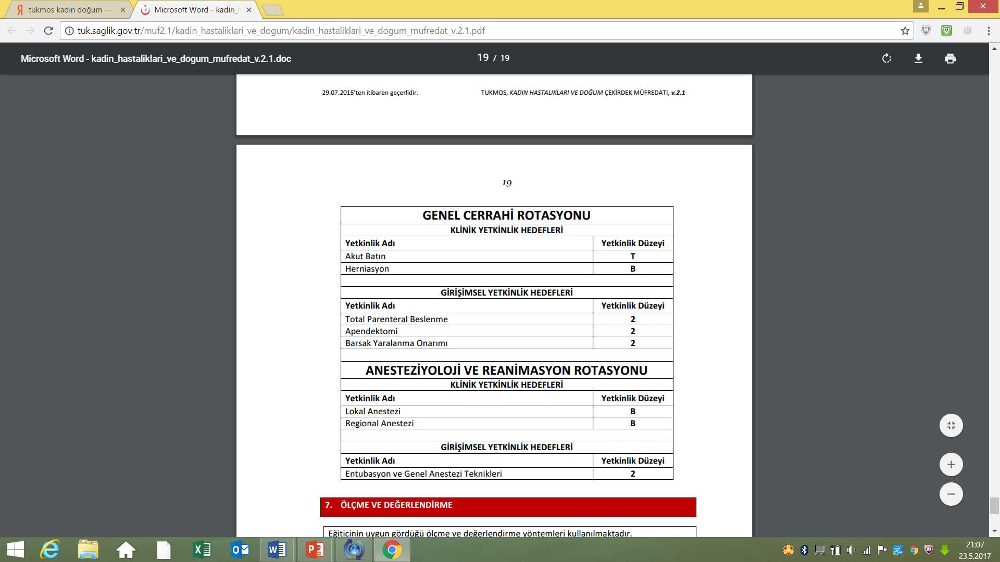 tukmos kadın doğum —
Microsoft Word - kadin_
tuk.saglik.gov.tr/muf2.1/kadin_hastaliklari_ve_dogum/kadin_hastaliklari_ve_dogum_mufredat_v.2.1.pdf
Microsoft Word - kadin_hastaliklari_ve_dogum_mufredat_v.2.1.doc
19 / 19
29.07.2015'ten itibaren geçerlidir. TUKMOS, KADIN HASTALIKLARI VE DOĞUM ÇEKİRDEK MÜFREDATI, v.2.1
19
GENEL CERRAHİ ROTASYONU
KLİNİK YETKİNLİK HEDEFLERİ
Yetkinlik Adı Yetkinlik Düzeyi
Akut Batın T
Herniasyon B
GİRİŞİMSEL YETKİNLİK HEDEFLERİ
Yetkinlik Adı Yetkinlik Düzeyi
Total Parenteral Beslenme 2
Apendektomi 2
Barsak Yaralanma Onarımı 2
ANESTEZİYOLOJİ VE REANİMASYON ROTASYONU
KLİNİK YETKİNLİK HEDEFLERİ
Yetkinlik Adı Yetkinlik Düzeyi
Lokal Anestezi B
Regional Anestezi B
GİRİŞİMSEL YETKİNLİK HEDEFLERİ
Yetkinlik Adı Yetkinlik Düzeyi
Entubasyon ve Genel Anestezi Teknikleri 2
7. ÖLÇME VE DEĞERLENDİRME
Eğiticinin uygun gördüğü ölçme ve değerlendirme yöntemleri kullanılmaktadır.
21:07
23.5.2017